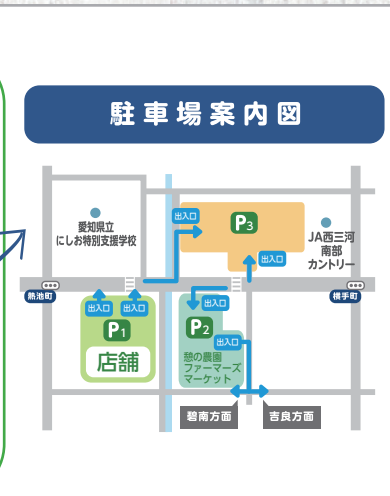 駐車場案内図
愛知県立
にしお特別支援学校
出入口
P3
JA西三河
南部
カントリー
出入口
熱池町
横手町
出入口
出入口
P1
店舗
出入口
P2
出入口
憩の農園
ファーマーズ
マーケット
碧南方面
吉良方面